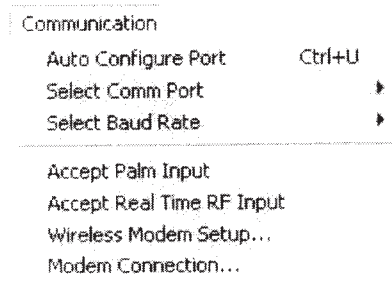 Communication
Auto Configure Port Ctrl+U
Select Comm Port
Select Baud Rate
Accept Palm Input
Accept Real Time RF Input
Wireless Modem Setup...
Modem Connection...